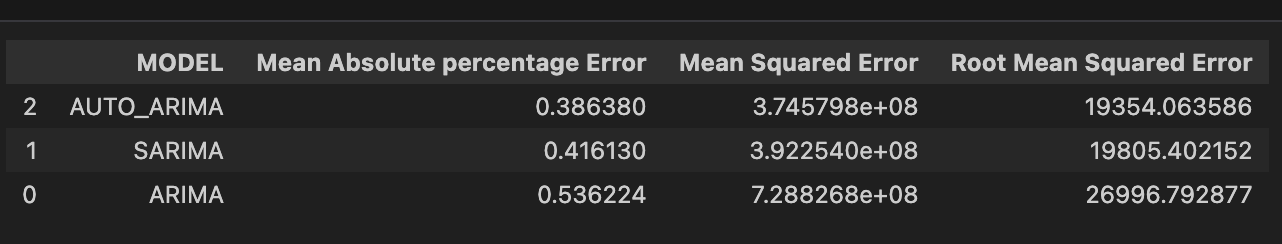 MODEL Mean Absolute percentage Error Mean Squared Error Root Mean Squared Error
2 AUTO_ARIMA 0.386380 3.745798e+08 19354.063586
1 SARIMA 0.416130 3.922540e+08 19805.402152
0 ARIMA 0.536224 7.288268e+08 26996.792877